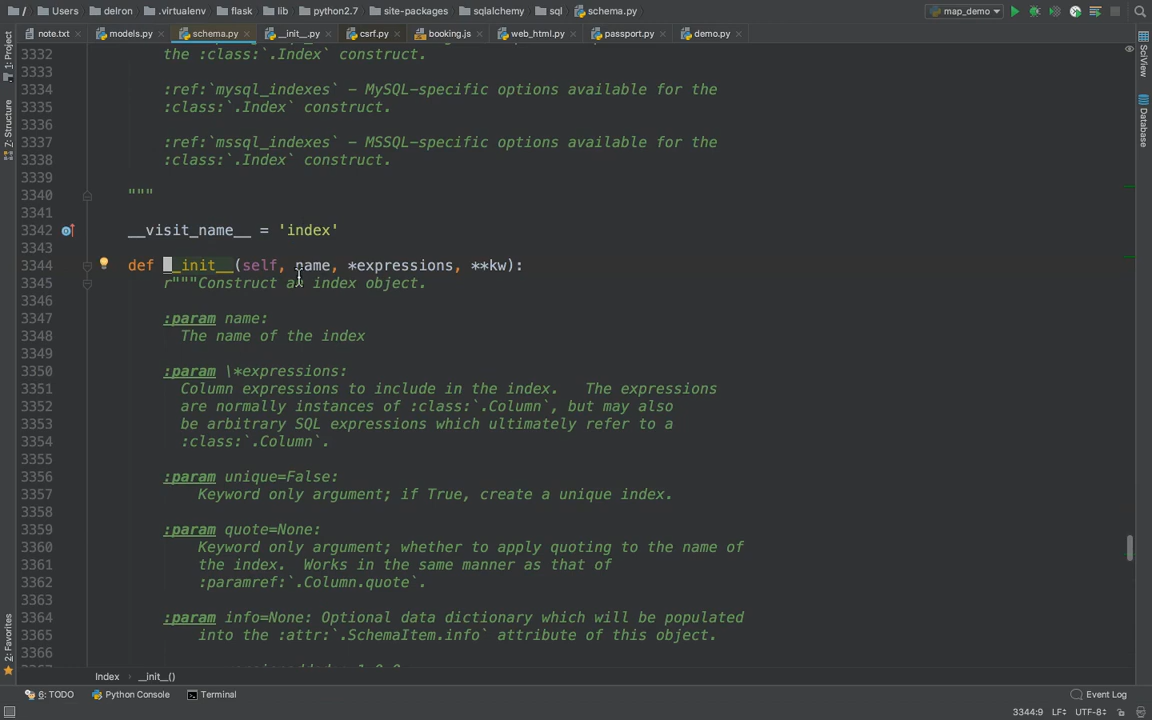 / Users delron .virtualenv flask lib python2.7 site-packages sqlalchemy sql schema.py map_demo
note.txt models.py schema.py __init__.py csrf.py booking.js web_html.py passport.py demo.py
1: Project
7: Structure
2: Favorites
SciView
Database
3332 the :class:`.Index` construct.
3333
3334 :ref:`mysql_indexes` - MySQL-specific options available for the
3335 :class:`.Index` construct.
3336
3337 :ref:`mssql_indexes` - MSSQL-specific options available for the
3338 :class:`.Index` construct.
3339
3340 """
3341
3342 __visit_name__ = 'index'
3343
3344 def __init__(self, name, *expressions, **kw):
3345 r"""Construct an index object.
3346
3347 :param name:
3348 The name of the index
3349
3350 :param \*expressions:
3351 Column expressions to include in the index.   The expressions
3352 are normally instances of :class:`.Column`, but may also
3353 be arbitrary SQL expressions which ultimately refer to a
3354 :class:`.Column`.
3355
3356 :param unique=False:
3357 Keyword only argument; if True, create a unique index.
3358
3359 :param quote=None:
3360 Keyword only argument; whether to apply quoting to the name of
3361 the index.  Works in the same manner as that of
3362 :paramref:`.Column.quote`.
3363
3364 :param info=None: Optional data dictionary which will be populated
3365 into the :attr:`.SchemaItem.info` attribute of this object.
3366
Index › __init__()
6: TODO Python Console Terminal Event Log
3344:9 LF÷ UTF-8÷